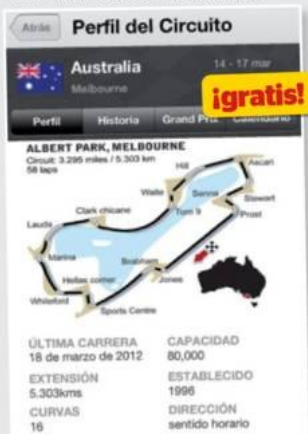 Atrás
Perfil del Circuito
Australia
14 - 17 mar
Melbourne
¡gratis!
Perfil
Historia
Grand Prix
Calendario
ALBERT PARK, MELBOURNE
Circuit: 3.295 miles / 5.303 km
58 laps
Hill
Ascari
Waite
Senna
Stewart
Clark chicane
Turn 9
Prost
Lauda
Marina
Brabham
Jones
Hellas corner
Whiteford
Sports Centre
ÚLTIMA CARRERA
18 de marzo de 2012
CAPACIDAD
80,000
EXTENSIÓN
5.303kms
ESTABLECIDO
1996
CURVAS
16
DIRECCIÓN
sentido horario